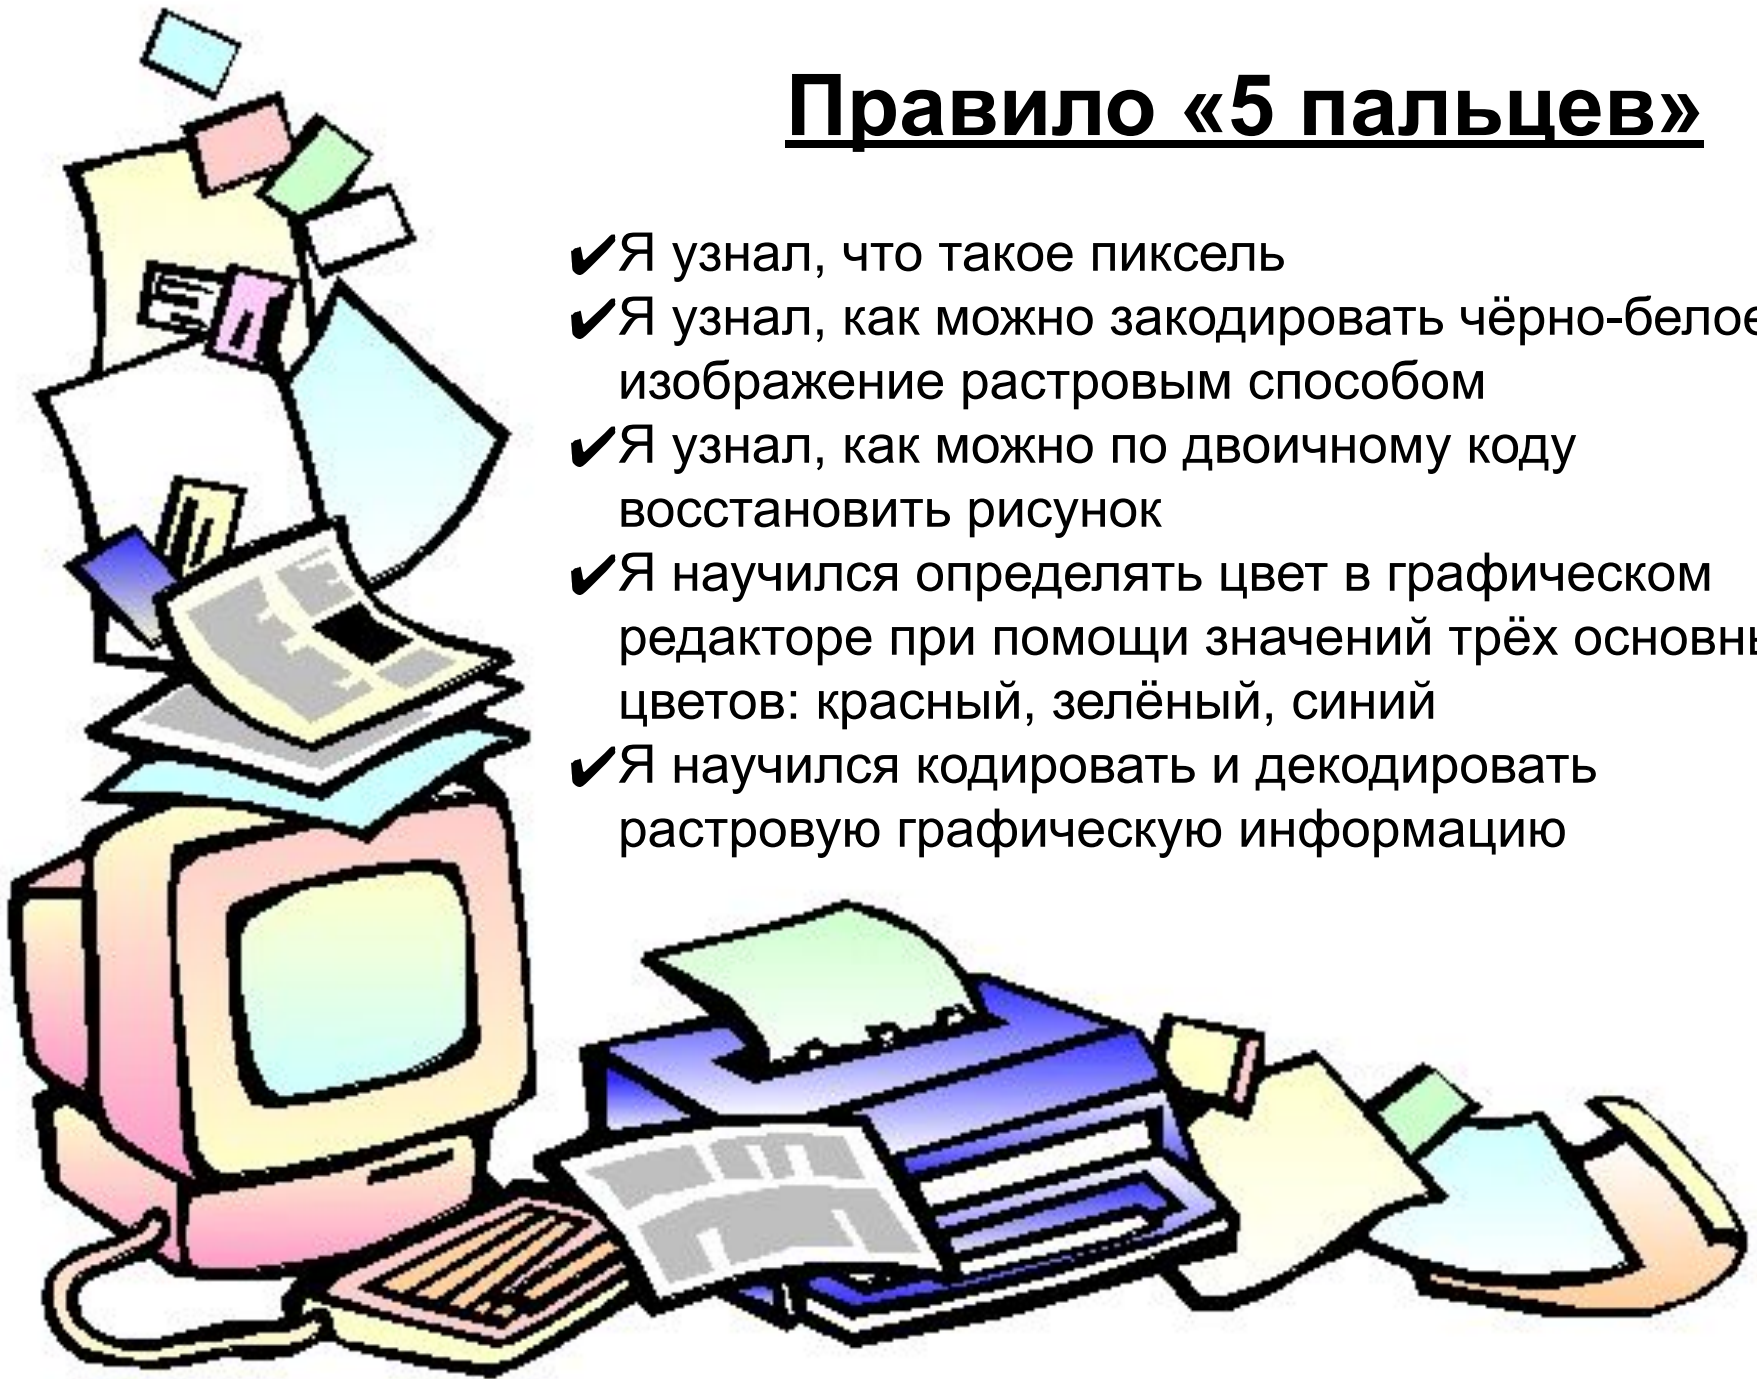 Правило «5 пальцев»
✔Я узнал, что такое пиксель
✔Я узнал, как можно закодировать чёрно-белое
изображение растровым способом
✔Я узнал, как можно по двоичному коду
восстановить рисунок
✔Я научился определять цвет в графическом
редакторе при помощи значений трёх основны
цветов: красный, зелёный, синий
✔Я научился кодировать и декодировать
растровую графическую информацию